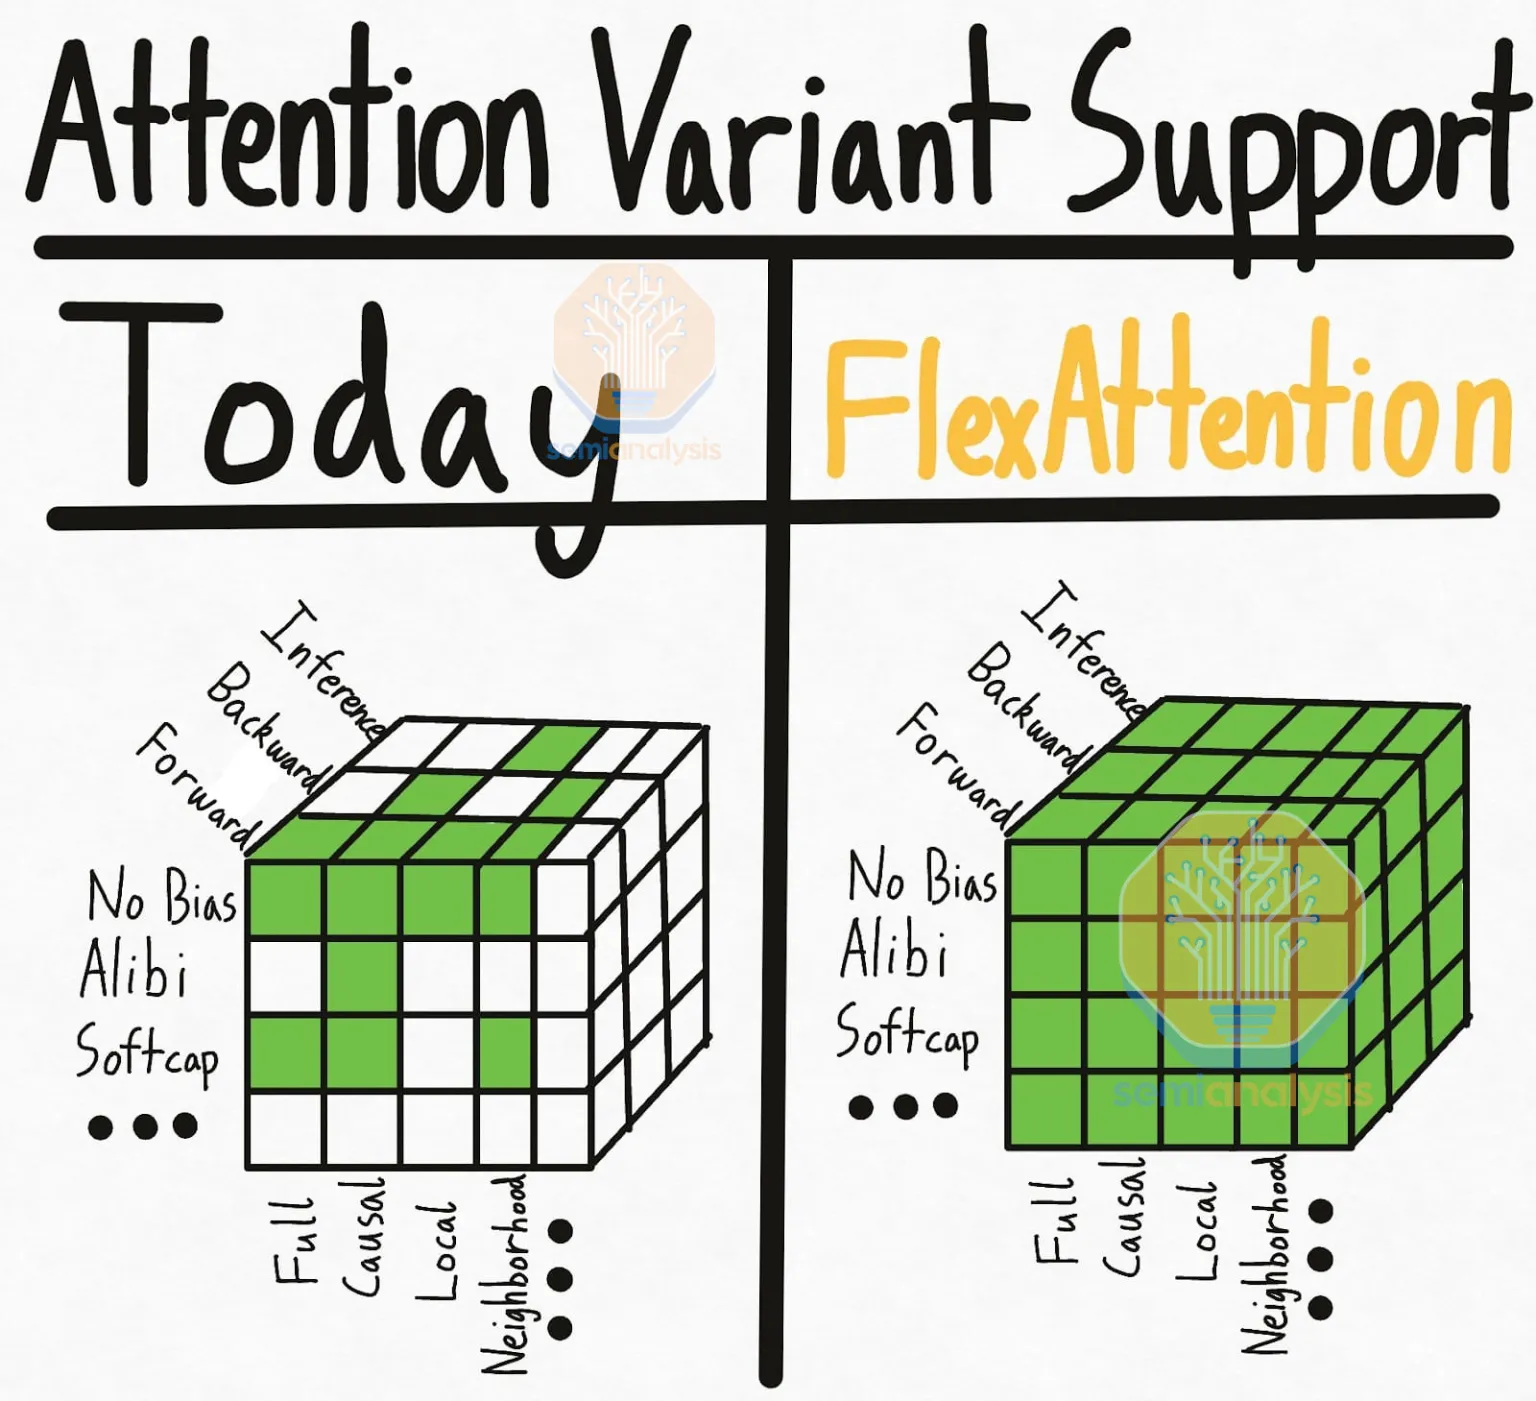 Attention Variant Support
Today
FlexAttention
semianalysis
Inference
Backward
Forward
No Bias
Alibi
Softcap
Full
Causal
Local
Neighborhood
Inference
Backward
Forward
No Bias
Alibi
Softcap
semianalysis
Full
Causal
Local
Neighborhood